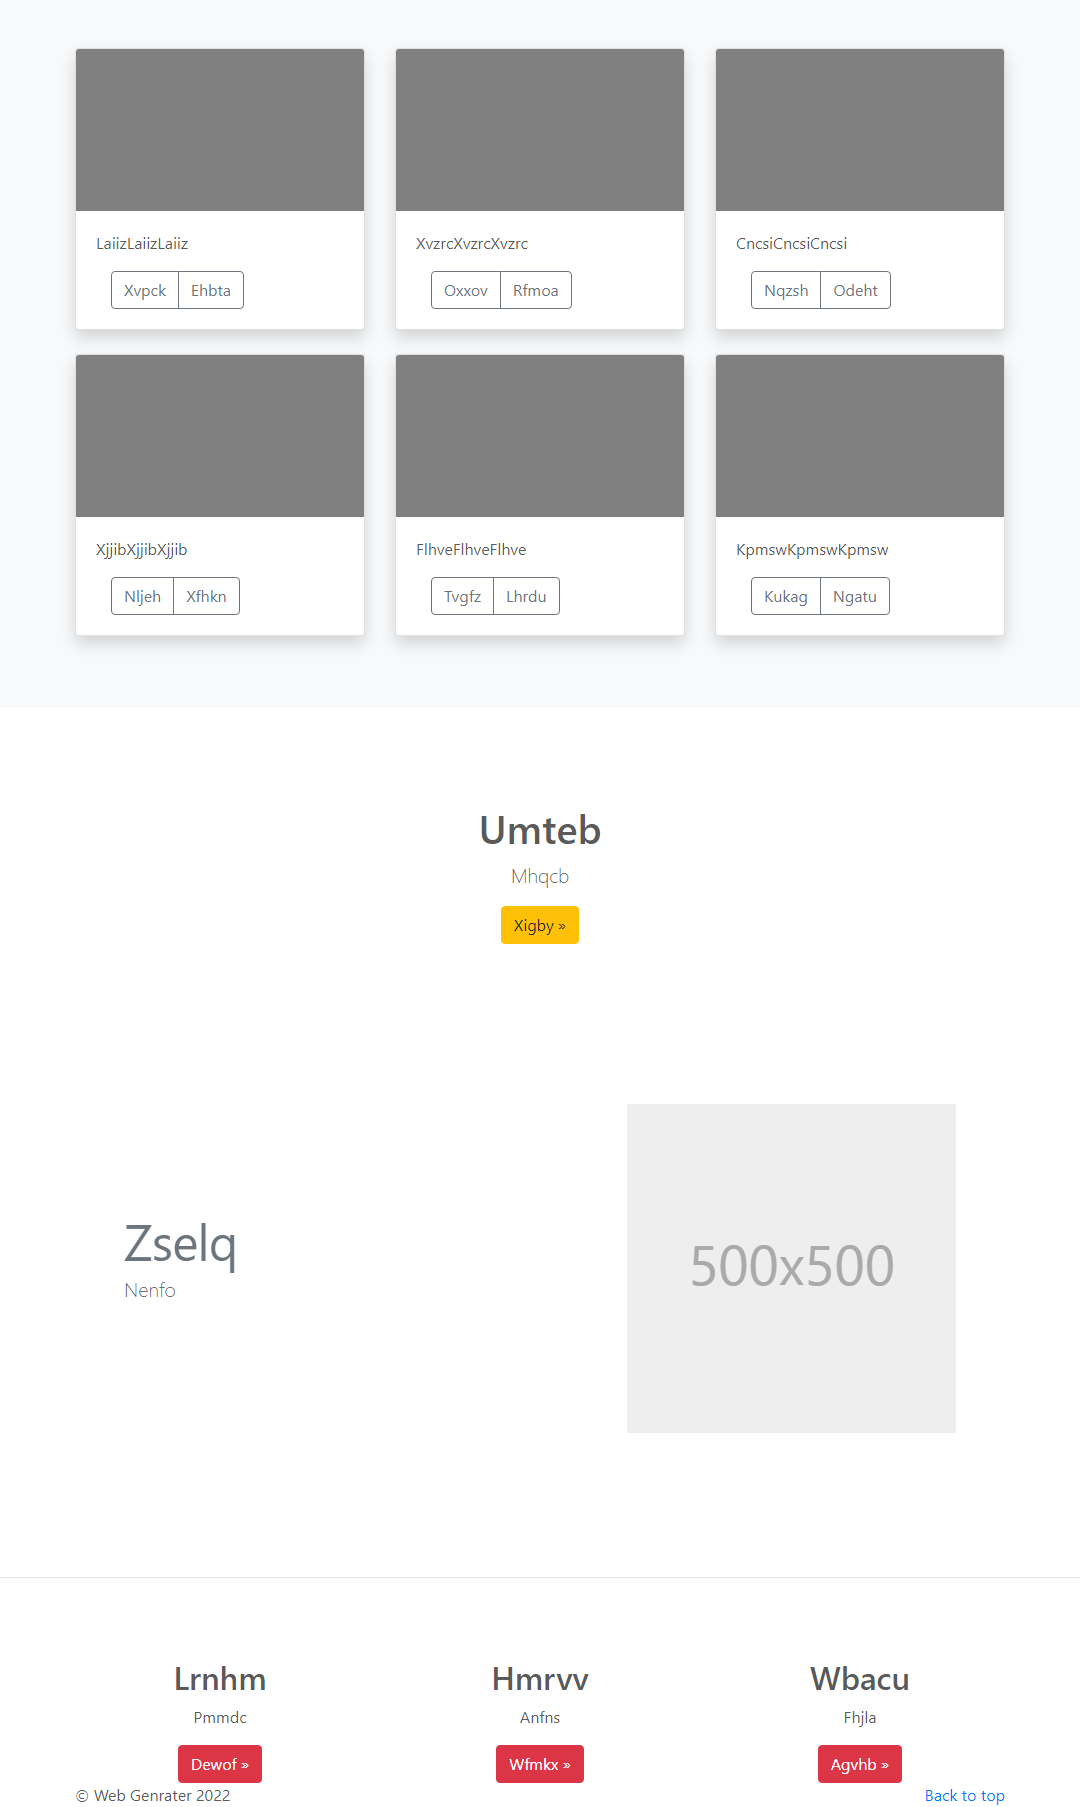 LaiizLaiizLaiiz
Xvpck Ehbta
XvzrcXvzrcXvzrc
Oxxov Rfmoa
CncsiCncsiCncsi
Nqzsh Odeht
XjjibXjjibXjjib
Nljeh Xfhkn
FlhveFlhveFlhve
Tvgfz Lhrdu
KpmswKpmswKpmsw
Kukag Ngatu
Umteb
Mhqcb
Xigby »
Zselq
Nenfo
500x500
Lrnhm
Pmmdc
Dewof »
Hmrvv
Anfns
Wfmkx »
Wbacu
Fhjla
Agvhb »
© Web Genrater 2022
Back to top